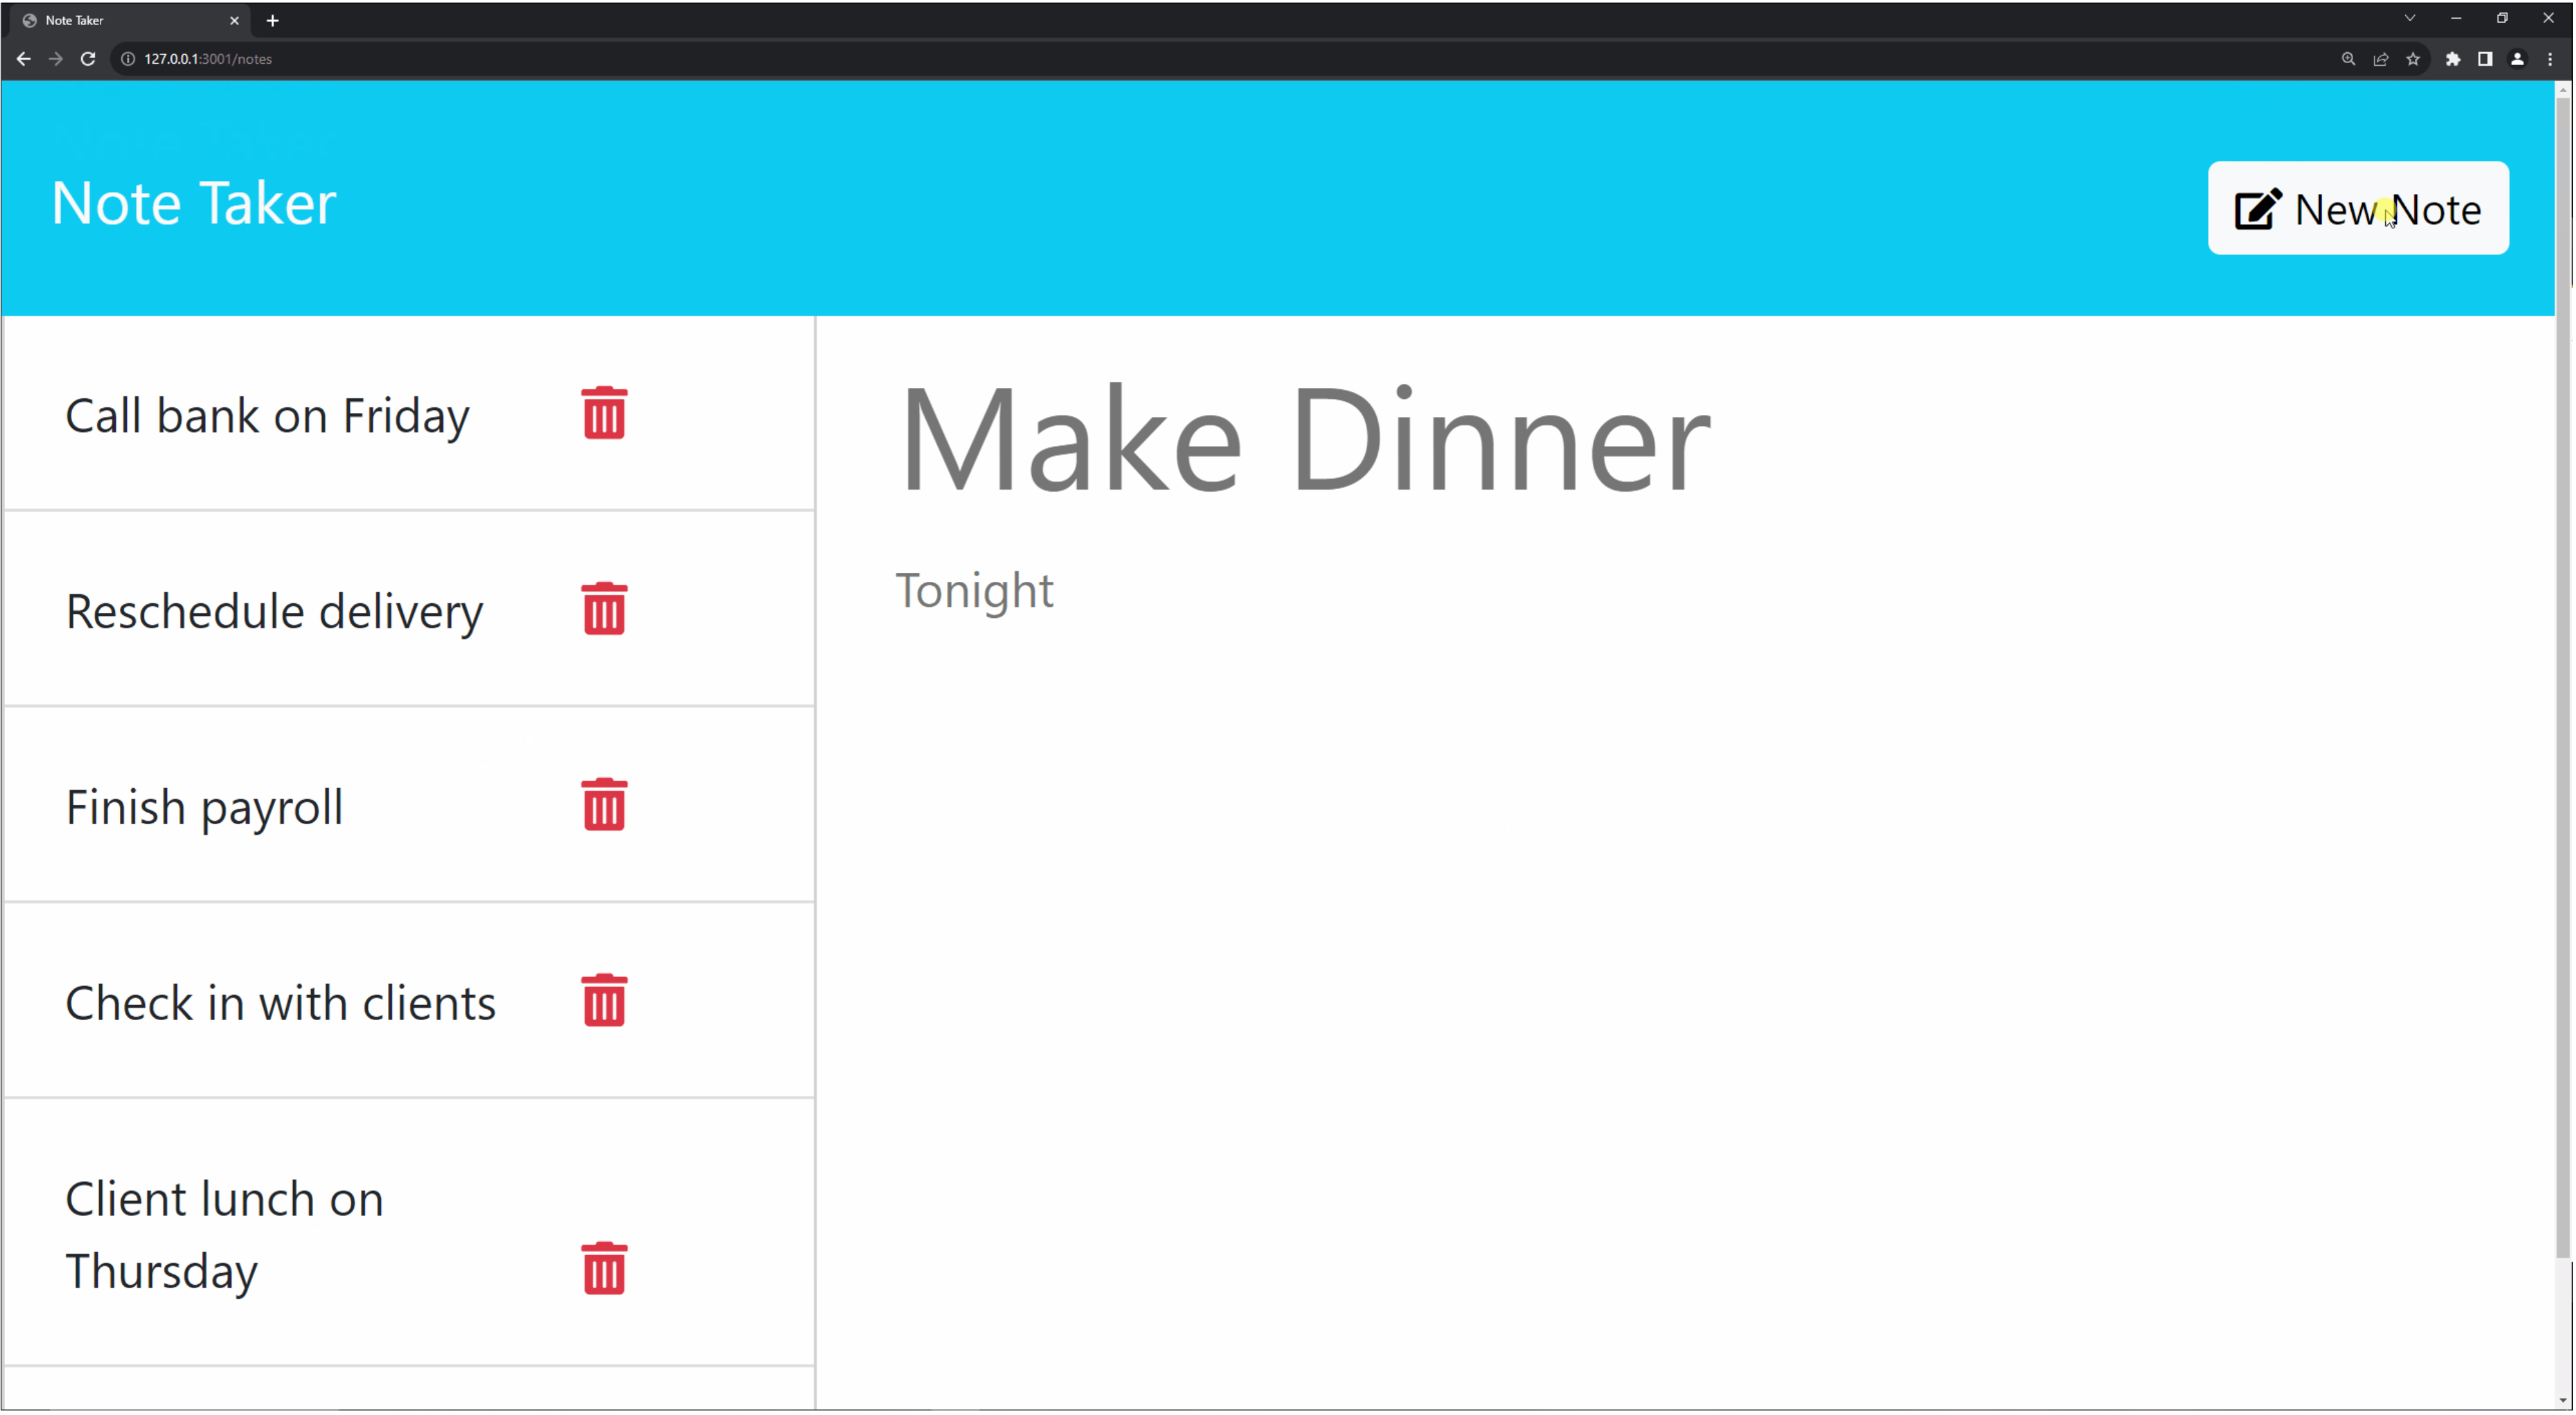 Note Taker
127.0.0.1:3001/notes
Note Taker
New Note
Call bank on Friday
Reschedule delivery
Finish payroll
Check in with clients
Client lunch on
Thursday
Make Dinner
Tonight